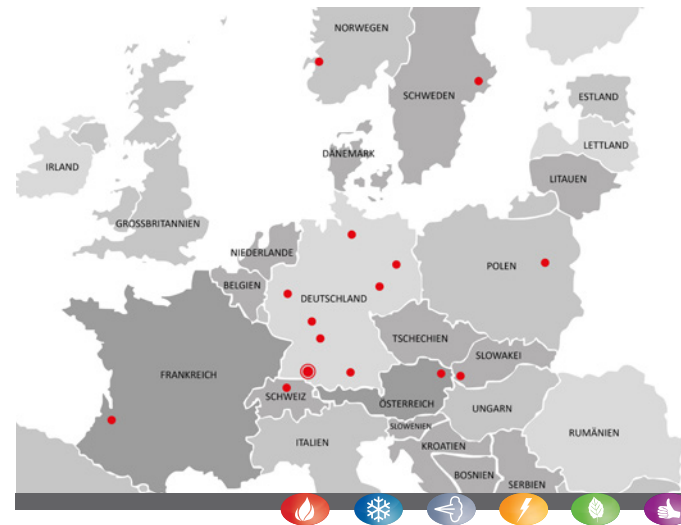 NORWEGEN
SCHWEDEN
ESTLAND
LETTLAND
DÄNEMARK
IRLAND
LITAUEN
GROSSBRITANNIEN
NIEDERLANDE
POLEN
BELGIEN
DEUTSCHLAND
TSCHECHIEN
SLOWAKEI
FRANKREICH
SCHWEIZ
ÖSTERREICH
UNGARN
SLOWENIEN
RUMÄNIEN
ITALIEN
KROATIEN
BOSNIEN
SERBIEN